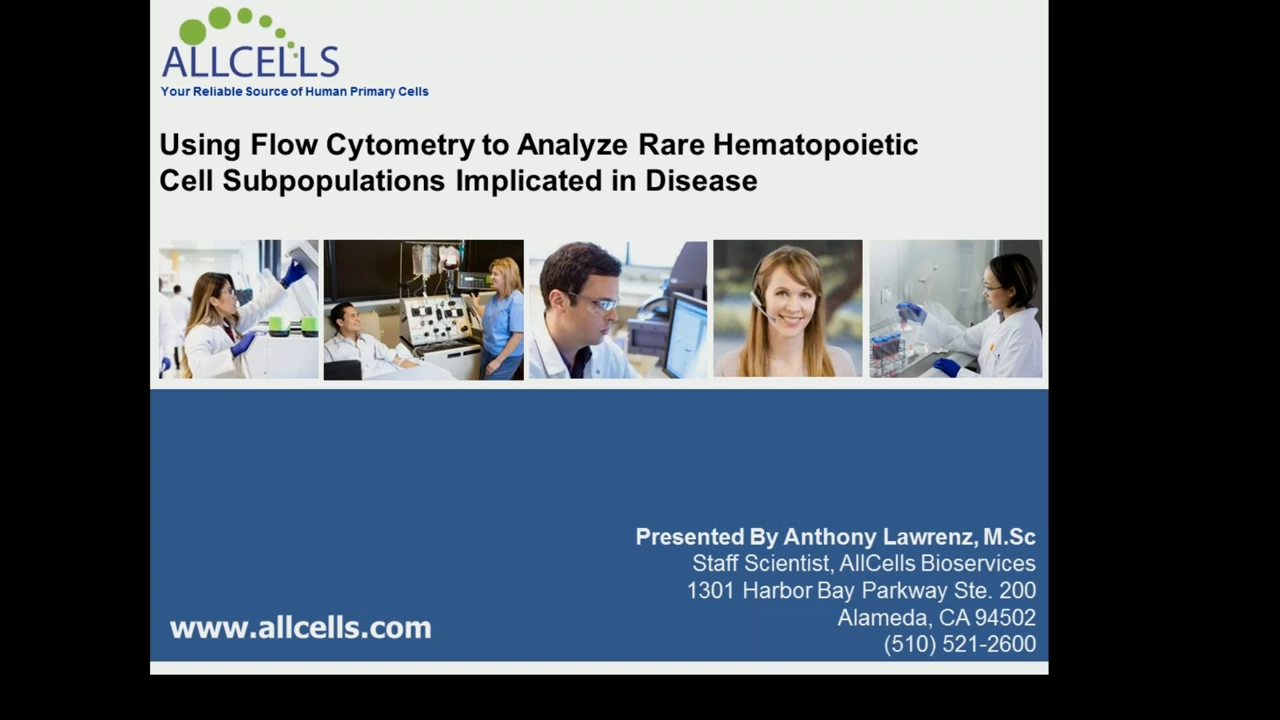 ALLCELLS
Your Reliable Source of Human Primary Cells
Using Flow Cytometry to Analyze Rare Hematopoietic
Cell Subpopulations Implicated in Disease
Presented By Anthony Lawrenz, M.Sc
Staff Scientist, AllCells Bioservices
1301 Harbor Bay Parkway Ste. 200
Alameda, CA 94502
(510) 521-2600
www.allcells.com